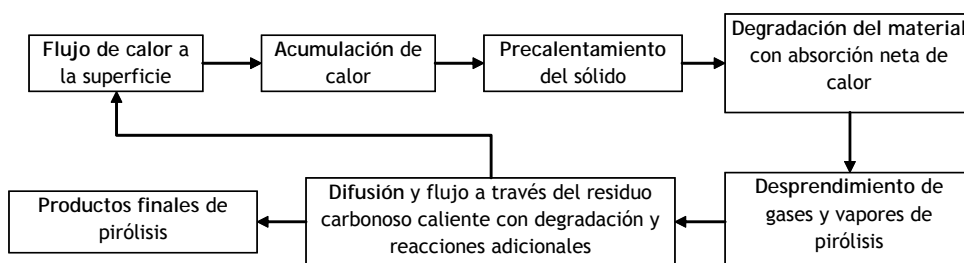 Flujo de calor a
la superficie
Acumulación de
calor
Precalentamiento
del sólido
Degradación del material
con absorción neta de
calor
Desprendimiento de
gases y vapores de
pirólisis
Difusión y flujo a través del residuo
carbonoso caliente con degradación y
reacciones adicionales
Productos finales de
pirólisis